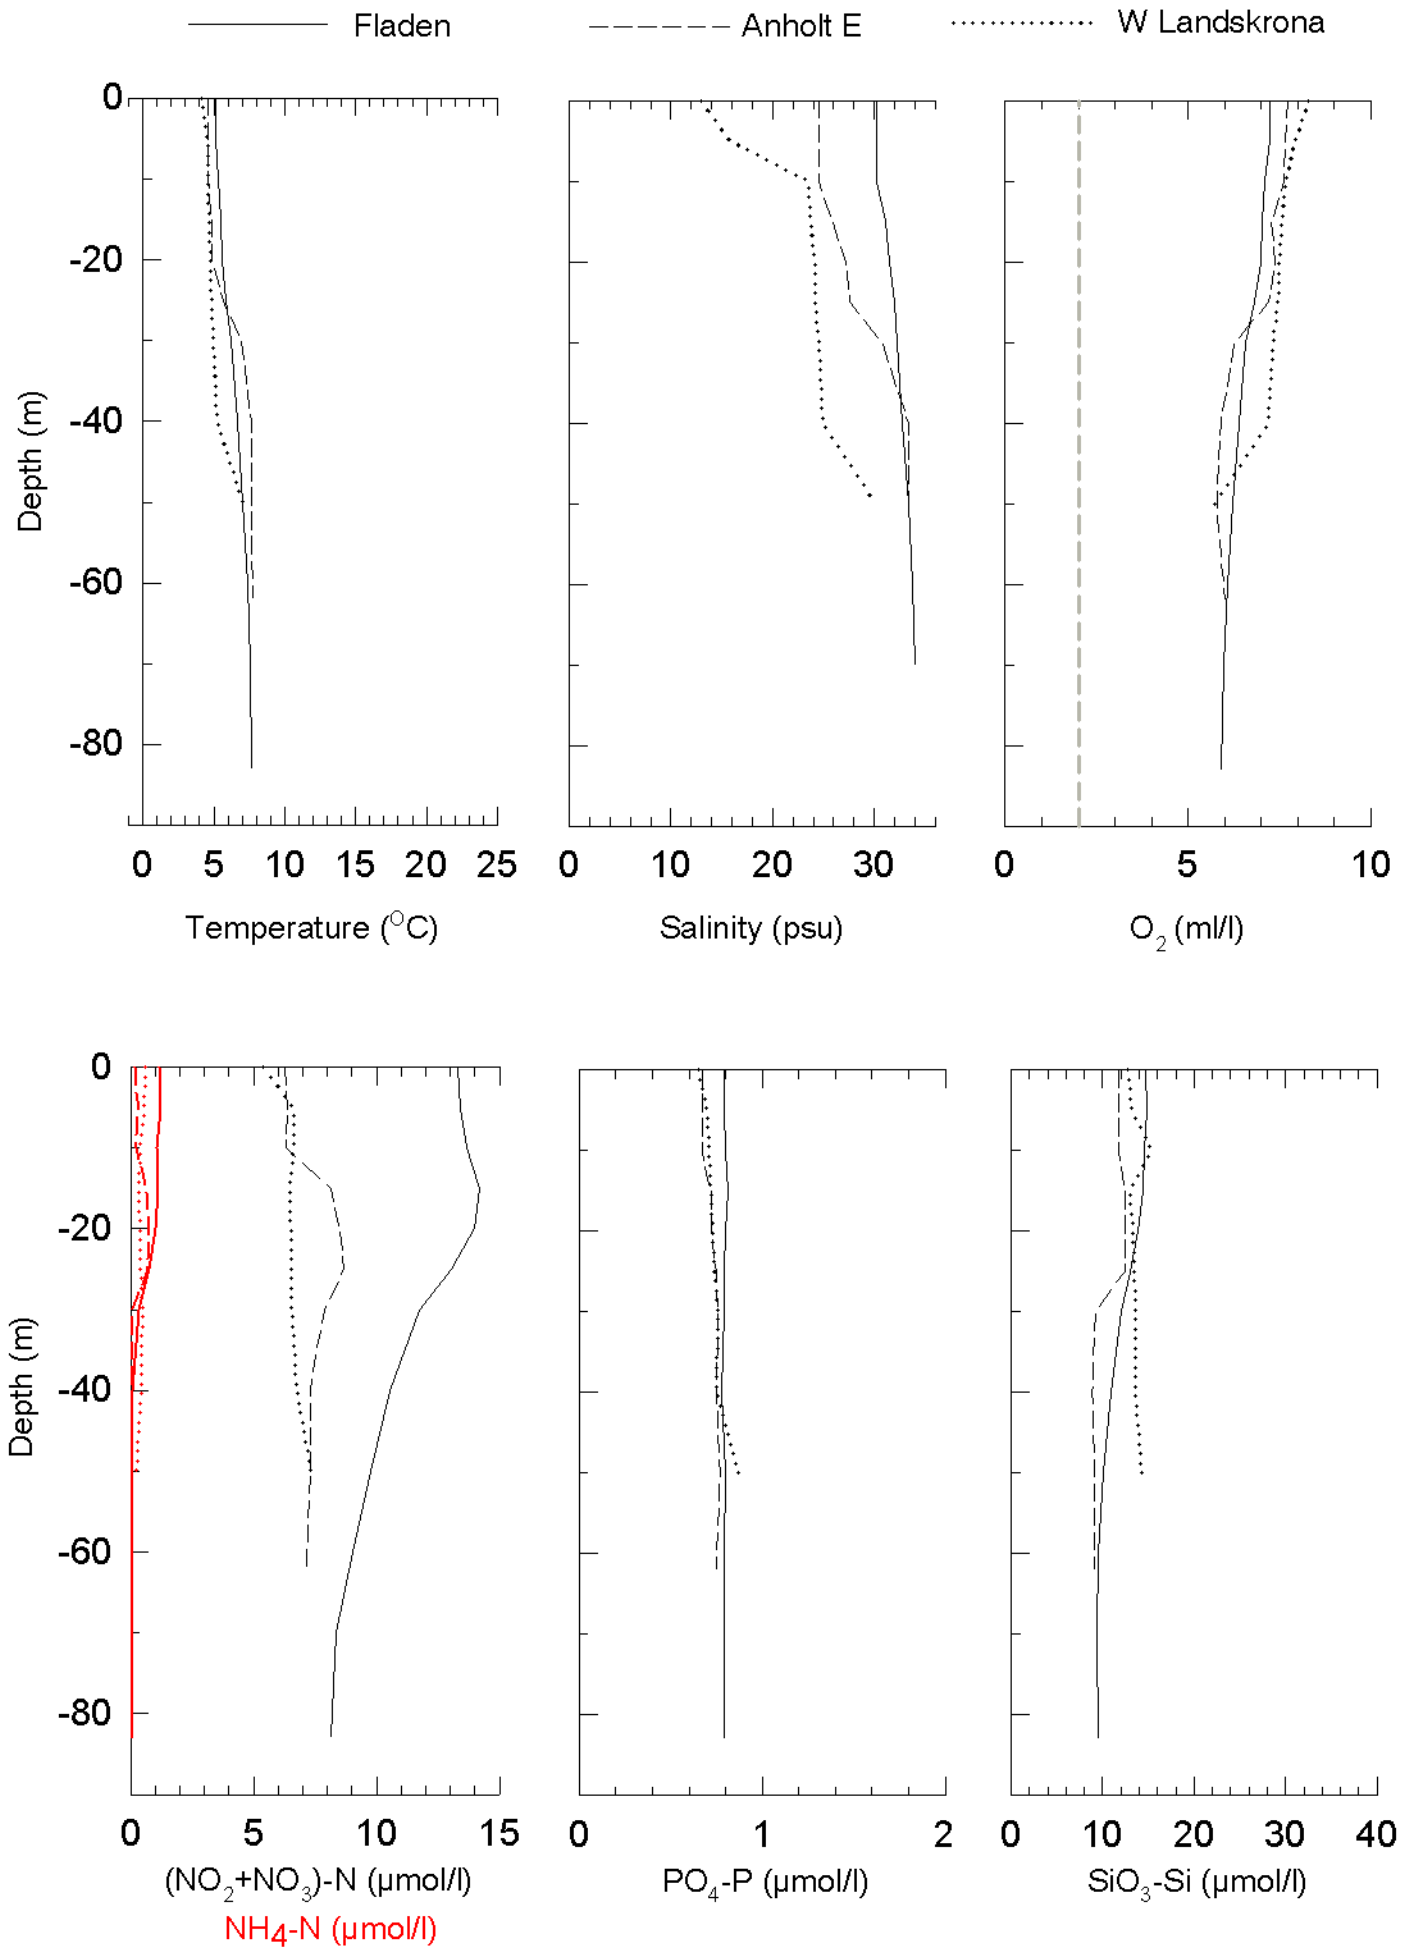 Fladen Anholt E W Landskrona
0
-20
-40
-60
-80
Depth (m)
0 5 10 15 20 25
Temperature (°C)
0 10 20 30
Salinity (psu)
0 5 10
O₂ (ml/l)
0
-20
-40
-60
-80
Depth (m)
0 5 10 15
(NO₂+NO₃)-N (µmol/l)
NH4-N (µmol/l)
0 1 2
PO₄-P (µmol/l)
0 10 20 30 40
SiO₃-Si (µmol/l)